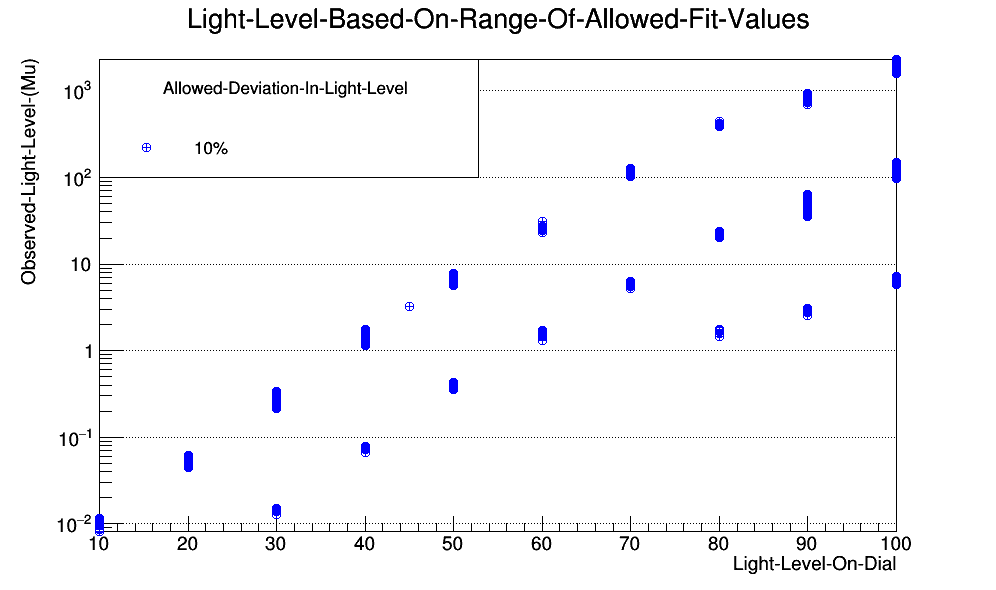 Light-Level-Based-On-Range-Of-Allowed-Fit-Values
Observed-Light-Level-(Mu)
Allowed-Deviation-In-Light-Level
10%
10³
10²
10
1
10⁻¹
10⁻²
10 20 30 40 50 60 70 80 90 100
Light-Level-On-Dial